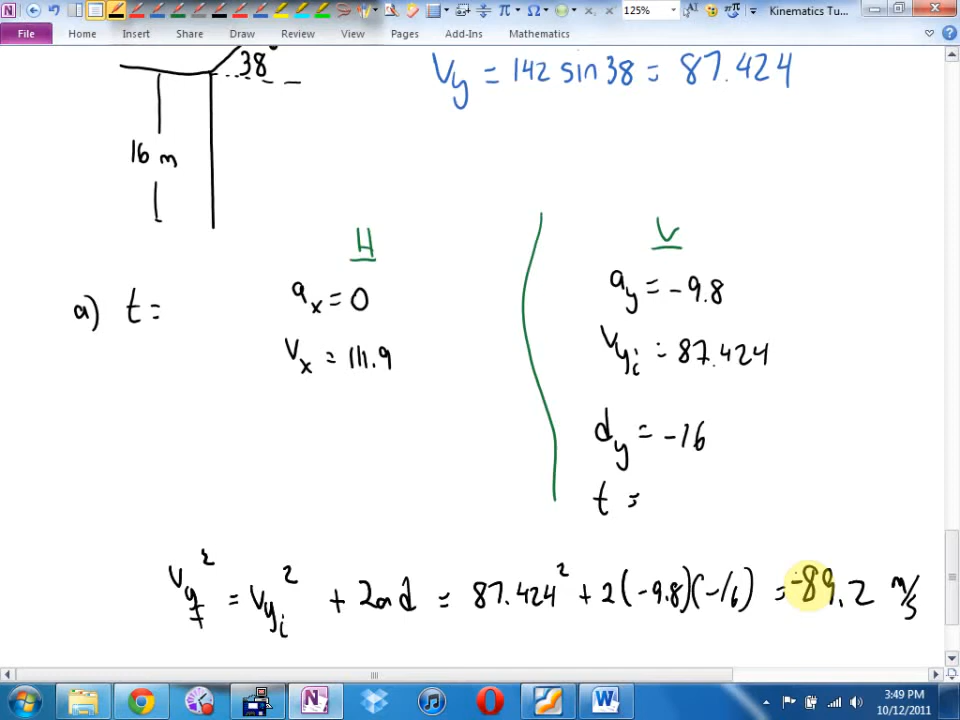 125%
Kinematics Tu...
File Home Insert Share Draw Review View Pages Add-Ins Mathematics
38°
Vy = 142 sin 38 = 87.424
16 m
H
V
a) t =
ax = 0
Vx = 111.9
ay = -9.8
Vyi = 87.424
dy = -16
t =
Vyf² = Vyi² + 2ad = 87.424² + 2(-9.8)(-16) = -89.2 m/s
3:49 PM
10/12/2011